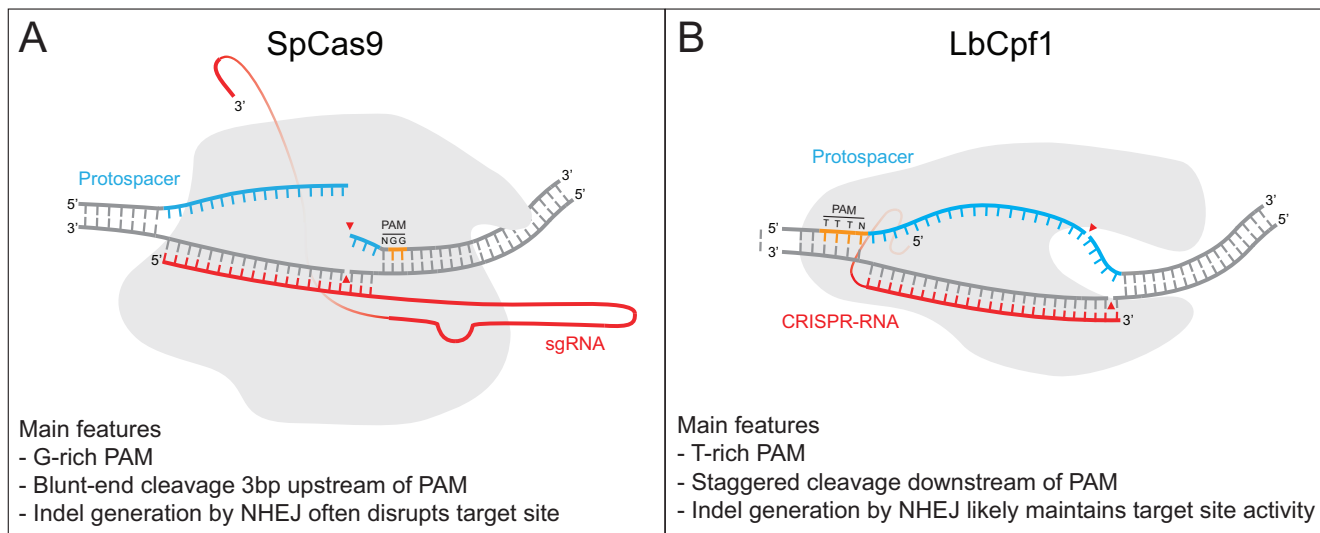 A
SpCas9
3’
Protospacer
5’
3’
PAM
NGG
3’
5’
5’
sgRNA
Main features
- G-rich PAM
- Blunt-end cleavage 3bp upstream of PAM
- Indel generation by NHEJ often disrupts target site
B
LbCpf1
Protospacer
PAM
T T T N
5’
3’
5’
3’
5’
CRISPR-RNA
3’
Main features
- T-rich PAM
- Staggered cleavage downstream of PAM
- Indel generation by NHEJ likely maintains target site activity